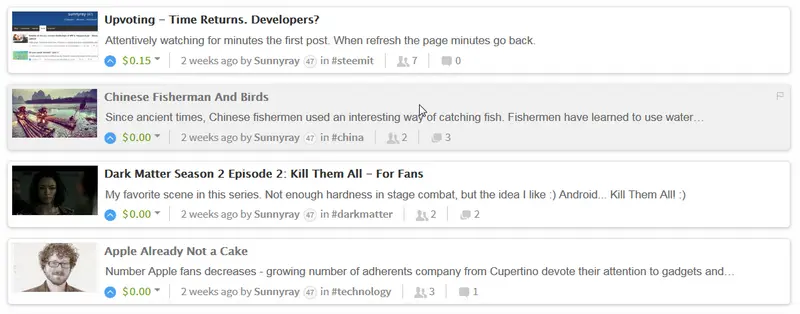 Upvoting - Time Returns. Developers?
Attentively watching for minutes the first post. When refresh the page minutes go back.
$0.15 2 weeks ago by Sunnyray 47 in #steemit 7 0
Chinese Fisherman And Birds
Since ancient times, Chinese fishermen used an interesting way of catching fish. Fishermen have learned to use water…
$0.00 2 weeks ago by Sunnyray 47 in #china 2 3
Dark Matter Season 2 Episode 2: Kill Them All - For Fans
My favorite scene in this series. Not enough hardness in stage combat, but the idea I like :) Android... Kill Them All! :)
$0.00 2 weeks ago by Sunnyray 47 in #darkmatter 2 2
Apple Already Not a Cake
Number Apple fans decreases - growing number of adherents company from Cupertino devote their attention to gadgets and…
$0.00 2 weeks ago by Sunnyray 47 in #technology 3 1